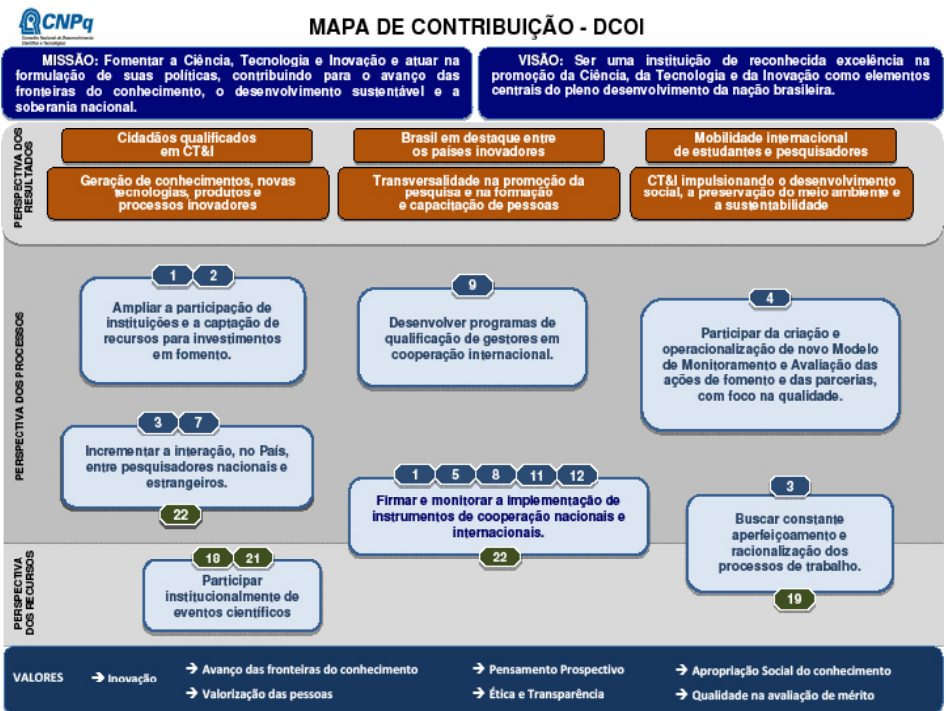 CNPq
Conselho Nacional de Desenvolvimento
Científico e Tecnológico
MAPA DE CONTRIBUIÇÃO - DCOI
MISSÃO: Fomentar a Ciência, Tecnologia e Inovação e atuar na
formulação de suas políticas, contribuindo para o avanço das
fronteiras do conhecimento, o desenvolvimento sustentável e a
soberania nacional.
VISÃO: Ser uma instituição de reconhecida excelência na
promoção da Ciência, da Tecnologia e da Inovação como elementos
centrais do pleno desenvolvimento da nação brasileira.
PERSPECTIVA DOS
RESULTADOS
Cidadãos qualificados
em CT&I
Brasil em destaque entre
os países inovadores
Mobilidade internacional
de estudantes e pesquisadores
Geração de conhecimentos, novas
tecnologias, produtos e
processos inovadores
Transversalidade na promoção da
pesquisa e na formação
e capacitação de pessoas
CT&I impulsionando o desenvolvimento
social, a preservação do meio ambiente e
a sustentabilidade
PERSPECTIVA DOS PROCESSOS
1 2
Ampliar a participação de
instituições e a captação de
recursos para investimentos
em fomento.
9
Desenvolver programas de
qualificação de gestores em
cooperação internacional.
4
Participar da criação e
operacionalização de novo Modelo
de Monitoramento e Avaliação das
ações de fomento e das parcerias,
com foco na qualidade.
3 7
Incrementar a interação, no País,
entre pesquisadores nacionais e
estrangeiros.
22
1 5 8 11 12
Firmar e monitorar a implementação de
instrumentos de cooperação nacionais e
internacionais.
22
3
Buscar constante
aperfeiçoamento e
racionalização dos
processos de trabalho.
19
PERSPECTIVA
DOS RECURSOS
18 21
Participar
institucionalmente de
eventos científicos
VALORES
→ Inovação
→ Avanço das fronteiras do conhecimento
→ Valorização das pessoas
→ Pensamento Prospectivo
→ Ética e Transparência
→ Apropriação Social do conhecimento
→ Qualidade na avaliação de mérito